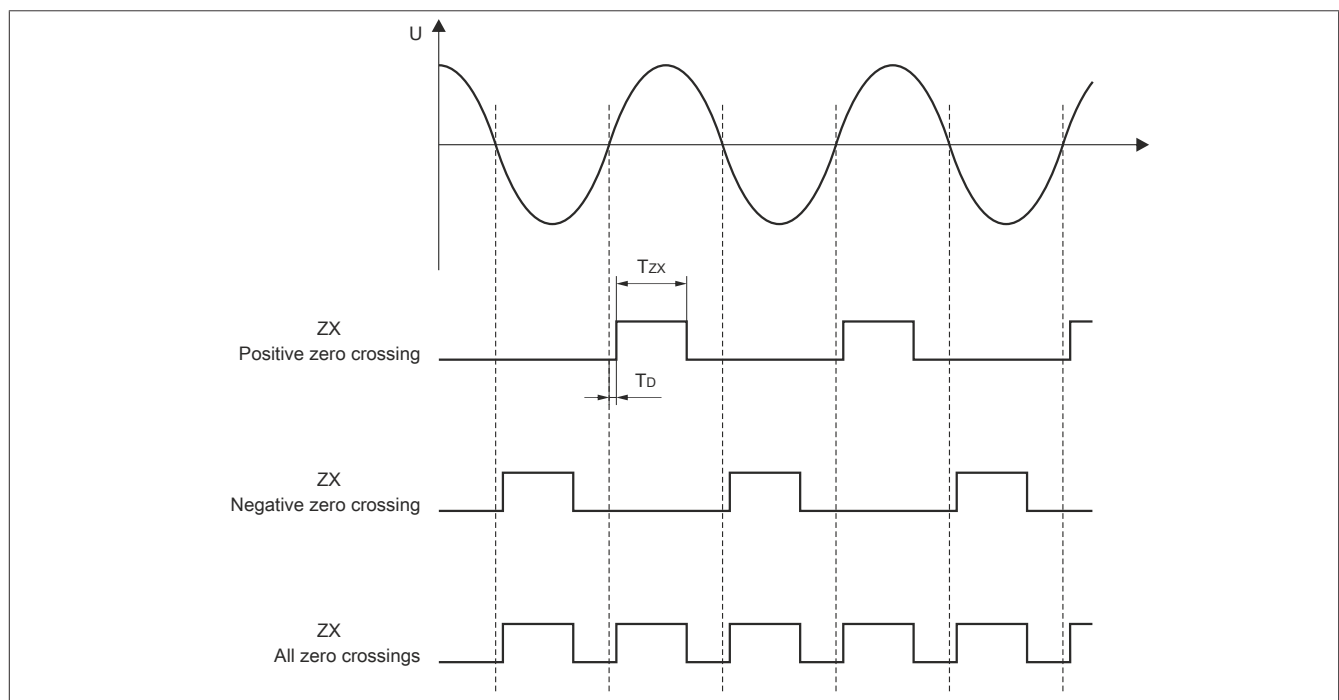 U
TZX
ZX
Positive zero crossing
TD
ZX
Negative zero crossing
ZX
All zero crossings